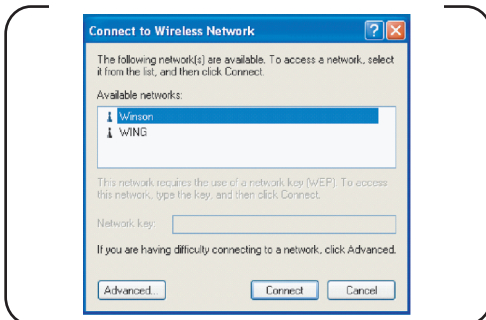 Connect to Wireless Network
The following network(s) are available. To access a network, select
it from the list, and then click Connect.
Available networks:
Winson
WING
This network requires the use of a network key (WEP). To access
this network, type the key, and then click Connect.
Network key:
If you are having difficulty connecting to a network, click Advanced.
Advanced... Connect Cancel